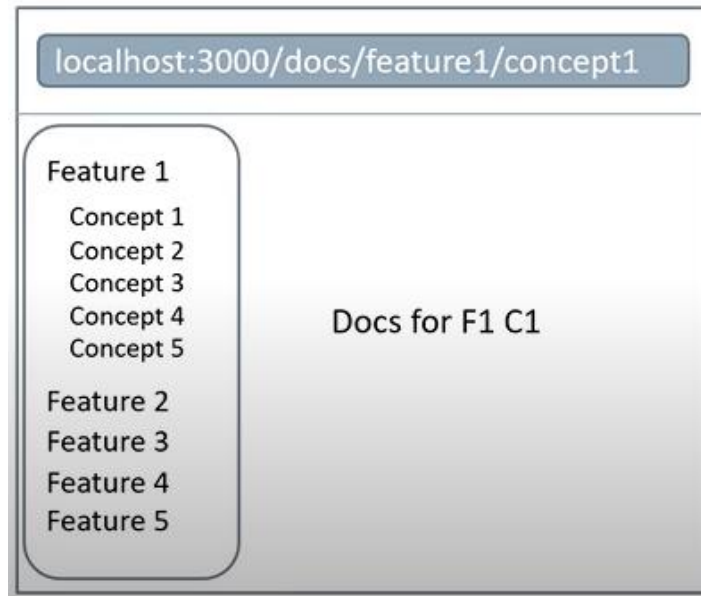 localhost:3000/docs/feature1/concept1
Feature 1
Concept 1
Concept 2
Concept 3
Concept 4
Concept 5
Feature 2
Feature 3
Feature 4
Feature 5
Docs for F1 C1